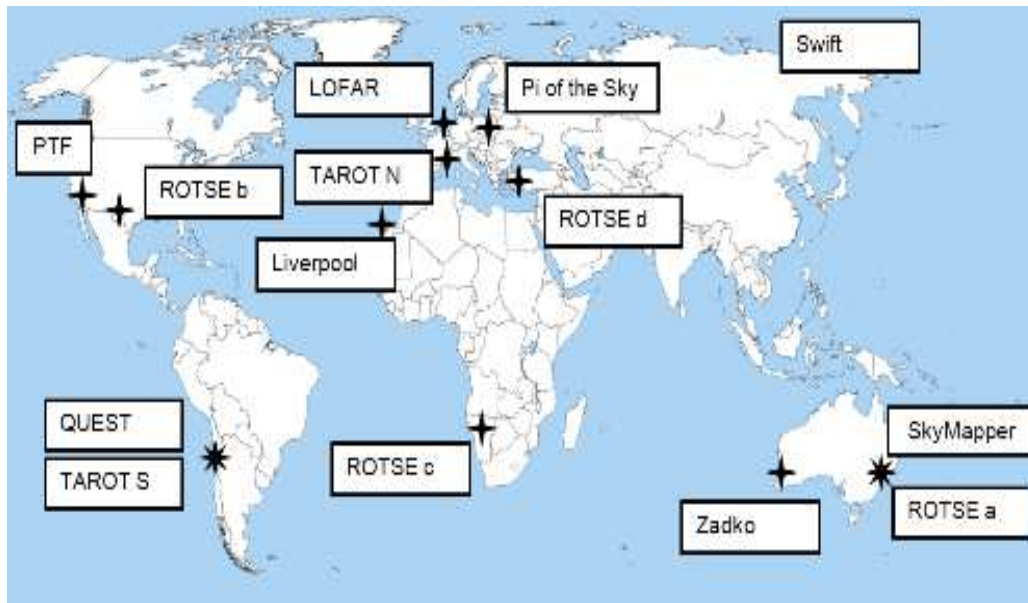 Swift
LOFAR
Pi of the Sky
PTF
ROTSE b
TAROT N
ROTSE d
Liverpool
QUEST
SkyMapper
TAROT S
ROTSE c
Zadko
ROTSE a